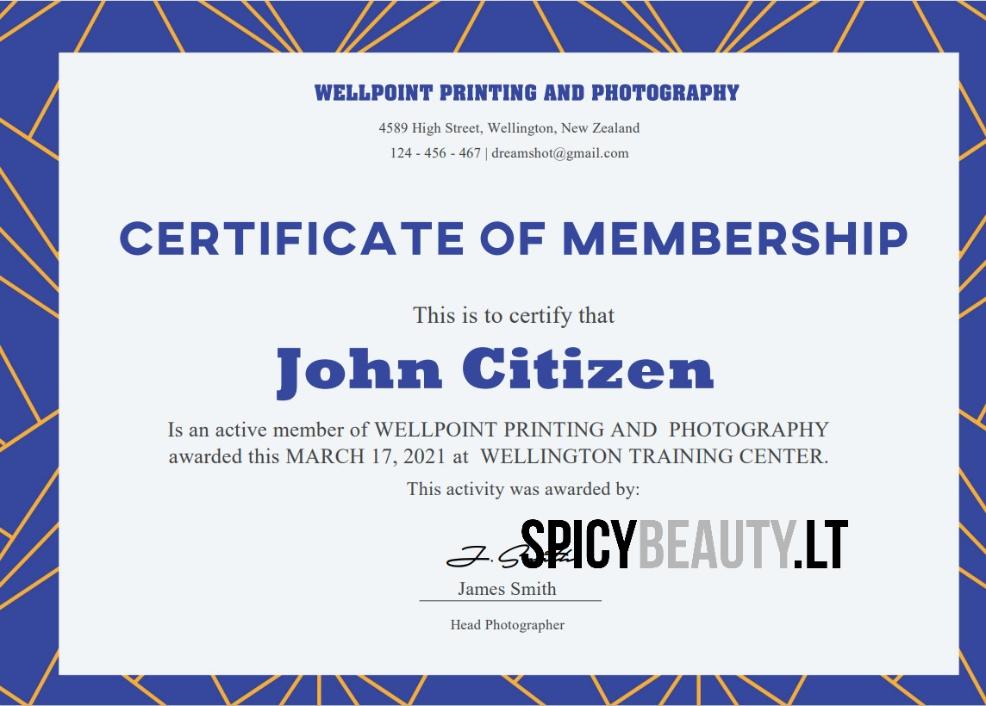 WELLPOINT PRINTING AND PHOTOGRAPHY
4589 High Street, Wellington, New Zealand
124 - 456 - 467 | dreamshot@gmail.com
CERTIFICATE OF MEMBERSHIP
This is to certify that
John Citizen
Is an active member of WELLPOINT PRINTING AND PHOTOGRAPHY
awarded this MARCH 17, 2021 at WELLINGTON TRAINING CENTER.
This activity was awarded by:
SPICYBEAUTY.LT
J. Smith
James Smith
Head Photographer